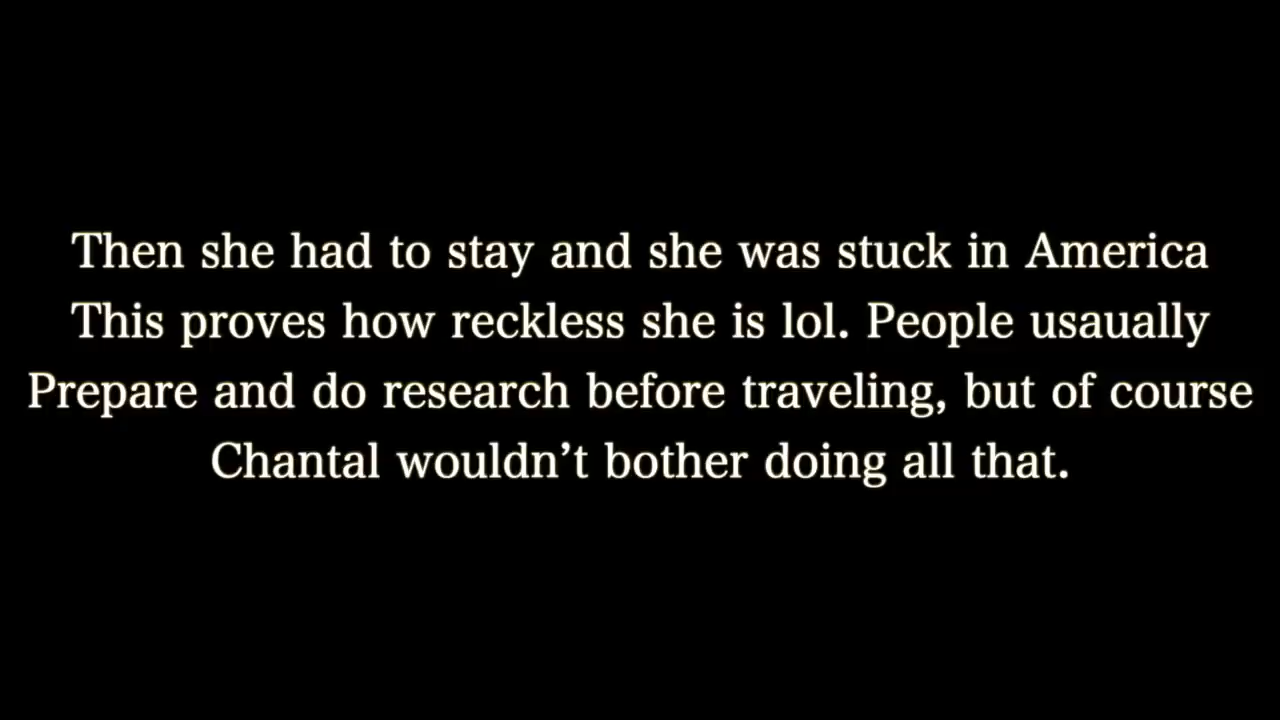 Then she had to stay and she was stuck in America
This proves how reckless she is lol. People usaually
Prepare and do research before traveling, but of course
Chantal wouldn’t bother doing all that.